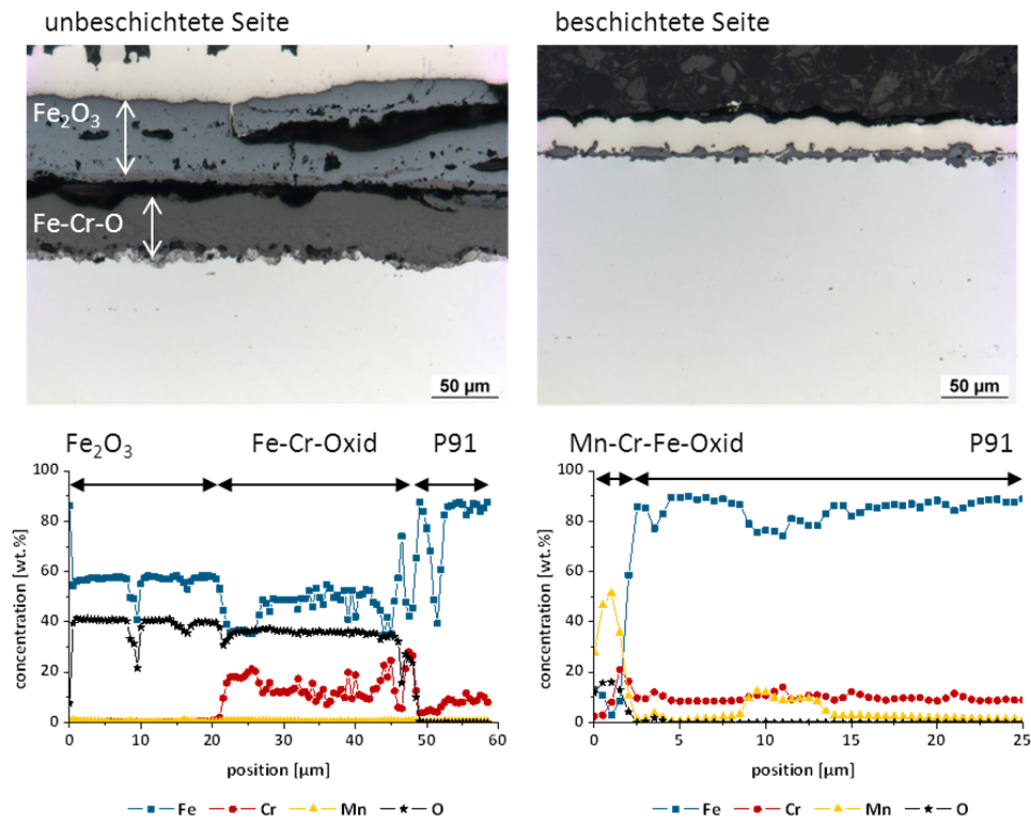 unbeschichtete Seite
beschichtete Seite
Fe₂O₃
Fe-Cr-O
50 µm
50 µm
Fe₂O₃ Fe-Cr-Oxid P91
100
80
60
40
20
0
concentration [wt.%]
0 10 20 30 40 50 60
position [µm]
Fe Cr Mn O
Mn-Cr-Fe-Oxid P91
100
80
60
40
20
0
concentration [wt.%]
0 5 10 15 20 25
position [µm]
Fe Cr Mn O